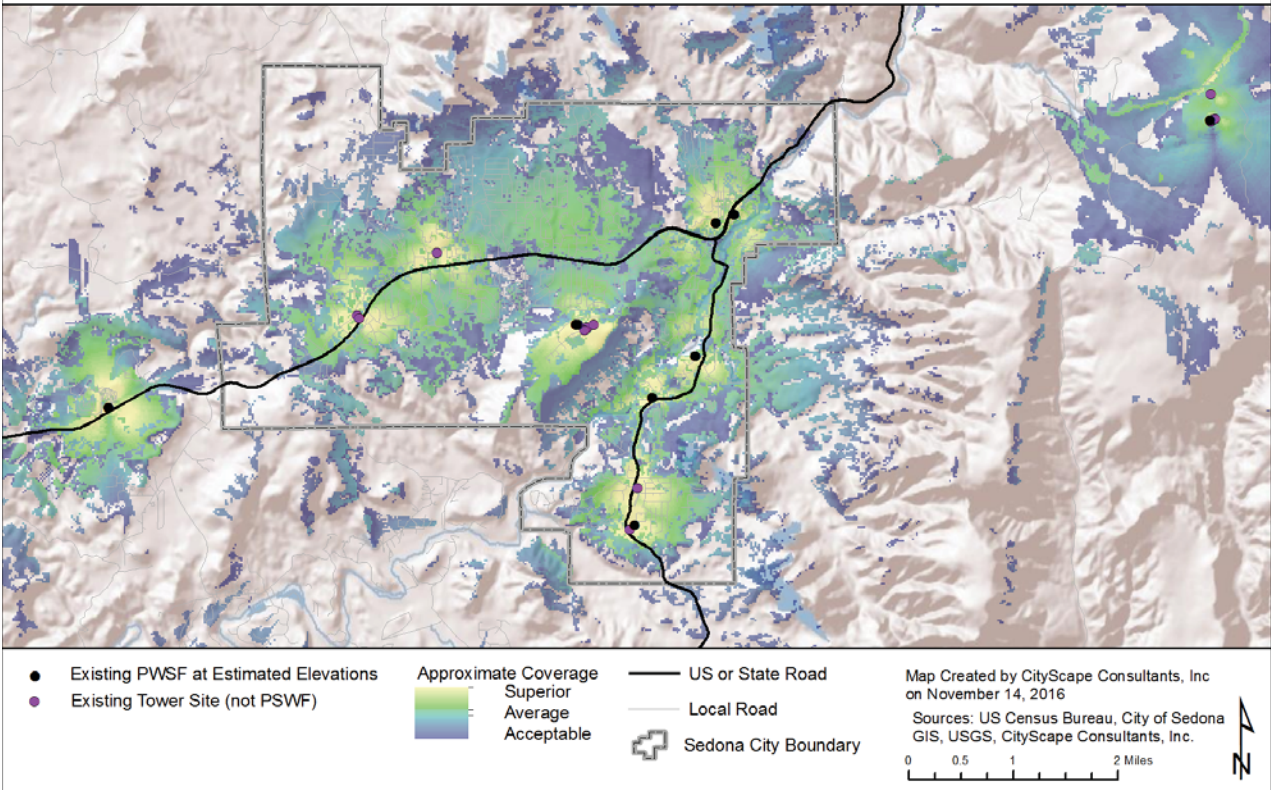 Existing PWSF at Estimated Elevations
Existing Tower Site (not PSWF)
Approximate Coverage
Superior
Average
Acceptable
US or State Road
Local Road
Sedona City Boundary
Map Created by CityScape Consultants, Inc
on November 14, 2016
Sources: US Census Bureau, City of Sedona
GIS, USGS, CityScape Consultants, Inc.
0 0.5 1 2 Miles
N